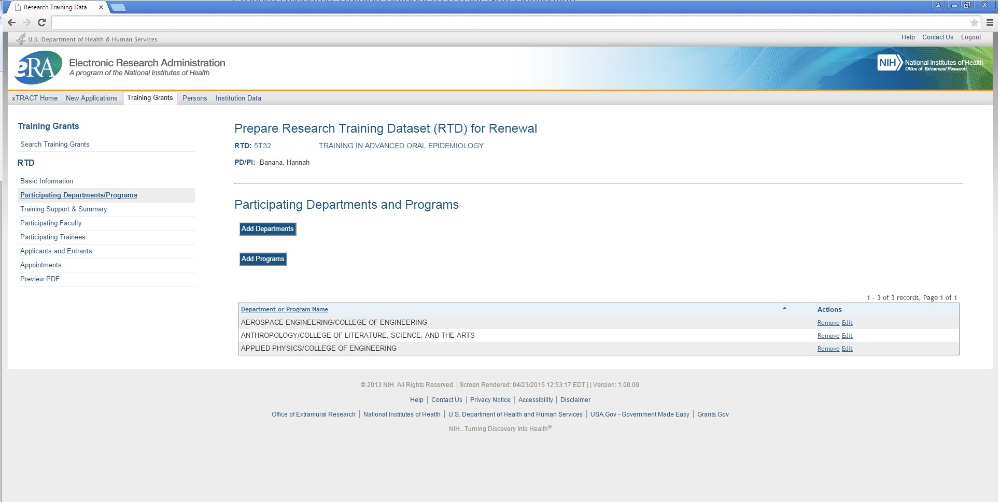 Research Training Data
U.S. Department of Health & Human Services
Help Contact Us Logout
eRA
Electronic Research Administration
A program of the National Institutes of Health
NIH National Institutes of Health
Office of Extramural Research
xTRACT Home New Applications Training Grants Persons Institution Data
Training Grants
Search Training Grants
RTD
Basic Information
Participating Departments/Programs
Training Support & Summary
Participating Faculty
Participating Trainees
Applicants and Entrants
Appointments
Preview PDF
Prepare Research Training Dataset (RTD) for Renewal
RTD: 5T32 TRAINING IN ADVANCED ORAL EPIDEMIOLOGY
PD/PI: Banana, Hannah
Participating Departments and Programs
Add Departments
Add Programs
1 - 3 of 3 records, Page 1 of 1
Department or Program Name Actions
AEROSPACE ENGINEERING/COLLEGE OF ENGINEERING Remove Edit
ANTHROPOLOGY/COLLEGE OF LITERATURE, SCIENCE, AND THE ARTS Remove Edit
APPLIED PHYSICS/COLLEGE OF ENGINEERING Remove Edit
© 2013 NIH. All Rights Reserved. | Screen Rendered: 04/23/2015 12:53:17 EDT | | Version: 1.00.00
Help | Contact Us | Privacy Notice | Accessibility | Disclaimer
Office of Extramural Research | National Institutes of Health | U.S. Department of Health and Human Services | USA.Gov - Government Made Easy | Grants.Gov
NIH...Turning Discovery Into Health®